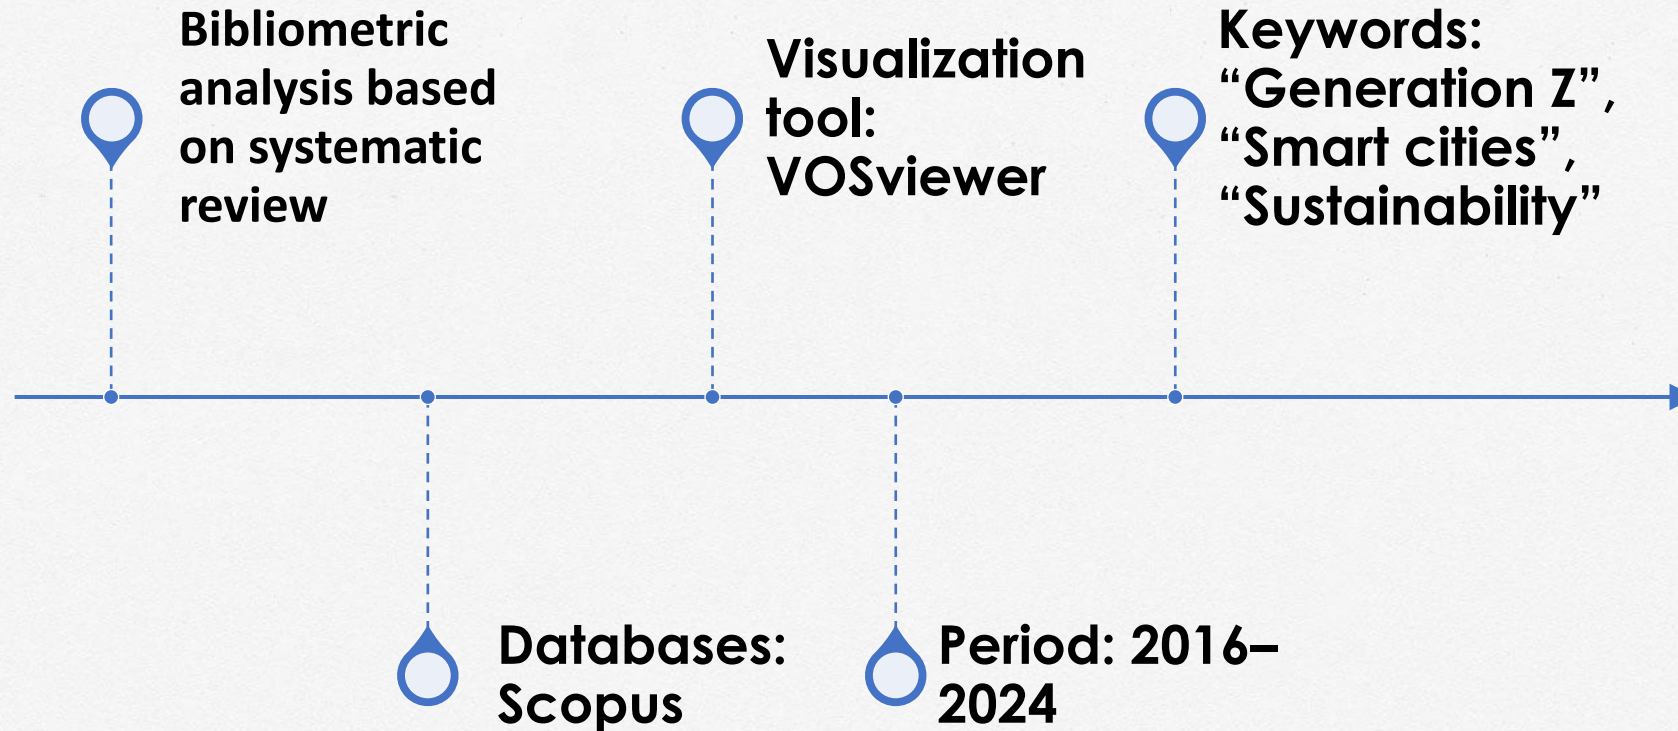 Bibliometric
analysis based
on systematic
review
Databases:
Scopus
Visualization
tool:
VOSviewer
Period: 2016–
2024
Keywords:
“Generation Z”,
“Smart cities”,
“Sustainability”